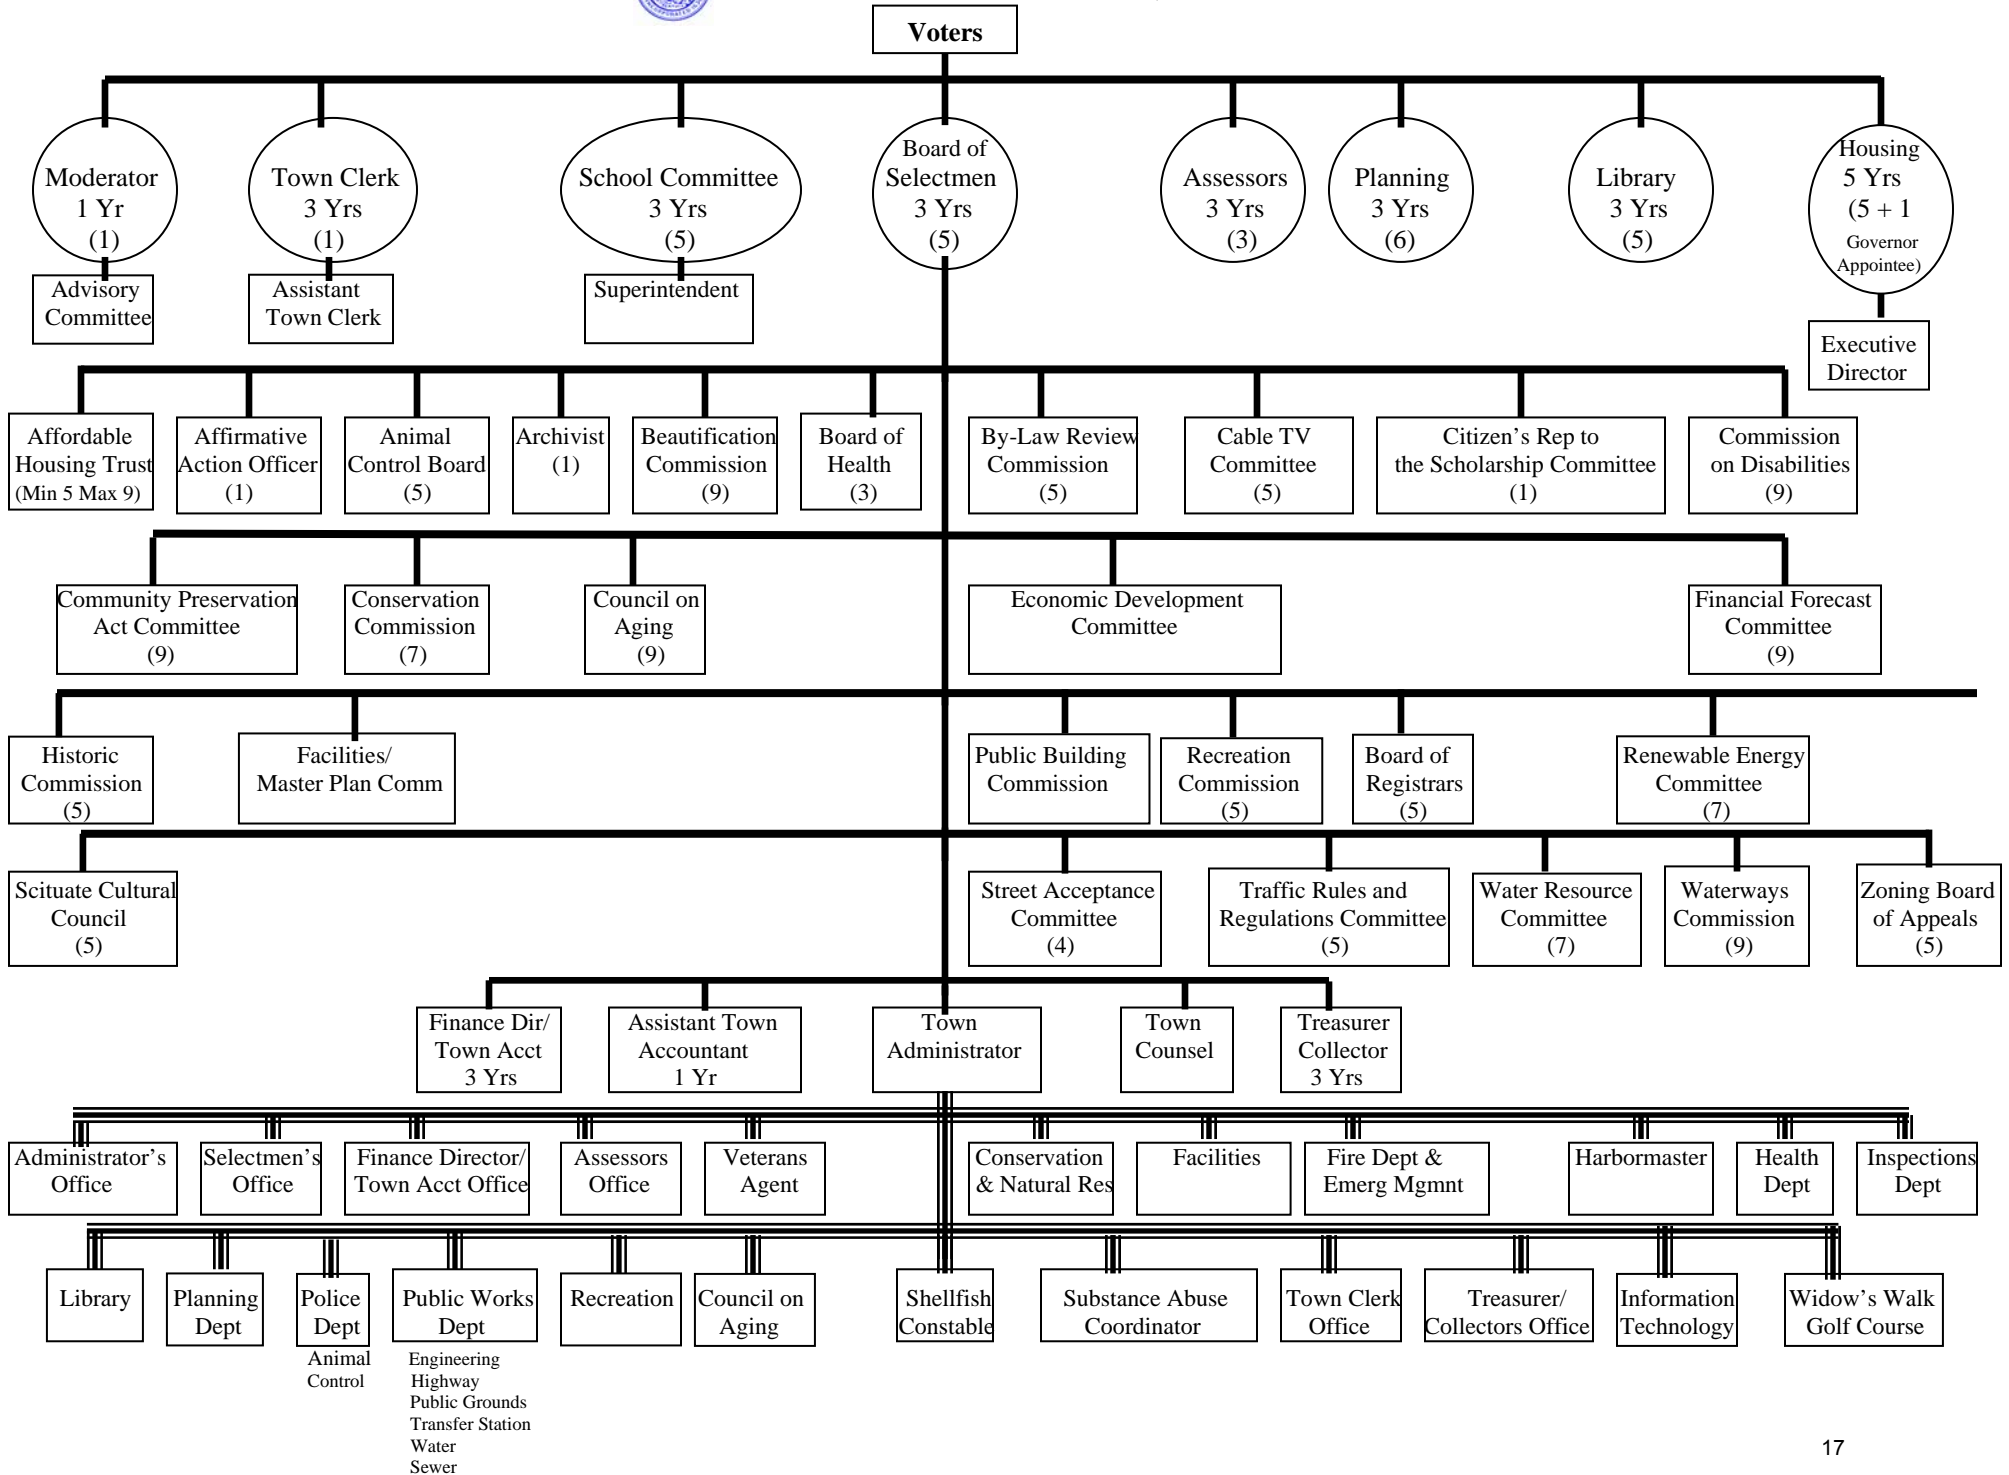 Voters
Moderator
1 Yr
(1)
Town Clerk
3 Yrs
(1)
School Committee
3 Yrs
(5)
Board of
Selectmen
3 Yrs
(5)
Assessors
3 Yrs
(3)
Planning
3 Yrs
(6)
Library
3 Yrs
(5)
Housing
5 Yrs
(5 + 1
Governor
Appointee)
Advisory
Committee
Assistant
Town Clerk
Superintendent
Executive
Director
Affordable
Housing Trust
(Min 5 Max 9)
Affirmative
Action Officer
(1)
Animal
Control Board
(5)
Archivist
(1)
Beautification
Commission
(9)
Board of
Health
(3)
By-Law Review
Commission
(5)
Cable TV
Committee
(5)
Citizen's Rep to
the Scholarship Committee
(1)
Commission
on Disabilities
(9)
Community Preservation
Act Committee
(9)
Conservation
Commission
(7)
Council on
Aging
(9)
Economic Development
Committee
Financial Forecast
Committee
(9)
Historic
Commission
(5)
Facilities/
Master Plan Comm
Public Building
Commission
Recreation
Commission
(5)
Board of
Registrars
(5)
Renewable Energy
Committee
(7)
Scituate Cultural
Council
(5)
Street Acceptance
Committee
(4)
Traffic Rules and
Regulations Committee
(5)
Water Resource
Committee
(7)
Waterways
Commission
(9)
Zoning Board
of Appeals
(5)
Finance Dir/
Town Acct
3 Yrs
Assistant Town
Accountant
1 Yr
Town
Administrator
Town
Counsel
Treasurer
Collector
3 Yrs
Administrator's
Office
Selectmen's
Office
Finance Director/
Town Acct Office
Assessors
Office
Veterans
Agent
Conservation
& Natural Res
Facilities
Fire Dept &
Emerg Mgmnt
Harbormaster
Health
Dept
Inspections
Dept
Library
Planning
Dept
Police
Dept
Animal
Control
Public Works
Dept
Engineering
Highway
Public Grounds
Transfer Station
Water
Sewer
Recreation
Council on
Aging
Shellfish
Constable
Substance Abuse
Coordinator
Town Clerk
Office
Treasurer/
Collectors Office
Information
Technology
Widow's Walk
Golf Course
17